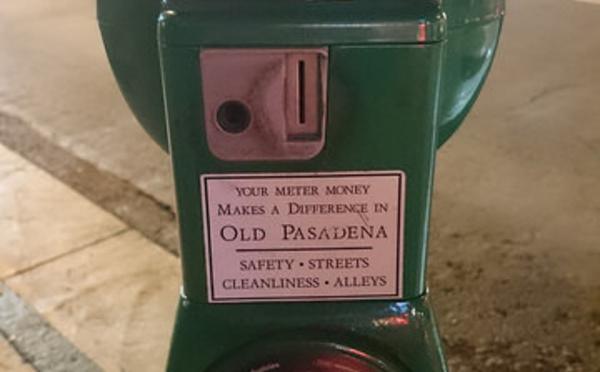 YOUR METER MONEY
MAKES A DIFFERENCE IN
OLD PASADENA
SAFETY • STREETS
CLEANLINESS • ALLEYS